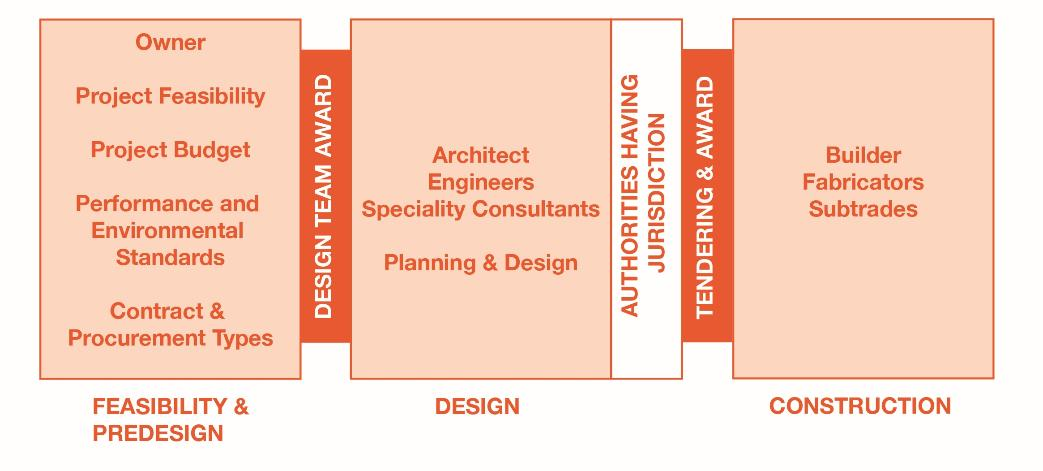 Owner
Project Feasibility
Project Budget
Performance and
Environmental
Standards
Contract &
Procurement Types
FEASIBILITY &
PREDESIGN
DESIGN TEAM AWARD
Architect
Engineers
Speciality Consultants
Planning & Design
DESIGN
AUTHORITIES HAVING
JURISDICTION
TENDERING & AWARD
Builder
Fabricators
Subtrades
CONSTRUCTION